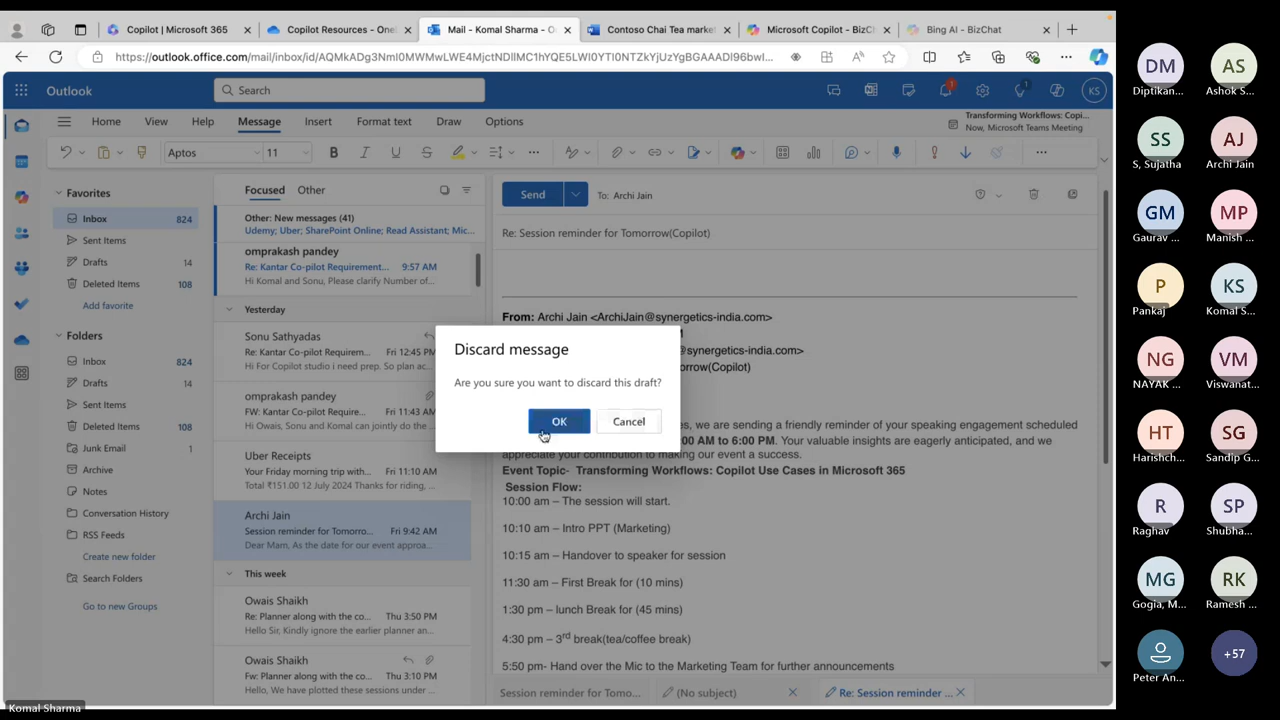 Copilot | Microsoft 365
Copilot Resources - Onel
Mail - Komal Sharma - O
Contoso Chai Tea market
Microsoft Copilot - BizCh
Bing AI - BizChat
Outlook
Search
KS
Home View Help Message Insert Format text Draw Options
Transforming Workflows: Copi...
Now, Microsoft Teams Meeting
Aptos 11
Favorites
Inbox 824
Sent Items
Drafts 14
Deleted Items 108
Add favorite
Folders
Inbox 824
Drafts 14
Sent Items
Deleted Items 108
Junk Email 1
Archive
Notes
Conversation History
RSS Feeds
Create new folder
Search Folders
Go to new Groups
Focused Other
Other: New messages (41)
Udemy; Uber; SharePoint Online; Read Assistant; Mic...
omprakash pandey
Re: Kantar Co-pilot Requirement... 9:57 AM
Hi Komal and Sonu, Please clarify Number of...
Yesterday
Sonu Sathyadas
Re: Kantar Co-pilot Requirem... Fri 12:45 PM
Hi For Copilot studio i need prep. So plan ac...
omprakash pandey
FW: Kantar Co-pilot Require... Fri 11:43 AM
Hi Owais, Sonu and Komal can jointly do the...
Uber Receipts
Your Friday morning trip with... Fri 11:10 AM
Total ₹151.00 12 July 2024 Thanks for riding, ...
Archi Jain
Session reminder for Tomorro... Fri 9:42 AM
Dear Mam, As the date for our event approa...
This week
Owais Shaikh
Re: Planner along with the co... Thu 3:50 PM
Hello Sir, Kindly ignore the earlier planner an...
Owais Shaikh
Fw: Planner along with the co... Thu 3:10 PM
Hello, We have plotted these sessions under ...
Send
To: Archi Jain
Re: Session reminder for Tomorrow(Copilot)
From: Archi Jain <ArchiJain@synergetics-india.com>
@synergetics-india.com>
orrow(Copilot)
Discard message
Are you sure you want to discard this draft?
OK
Cancel
es, we are sending a friendly reminder of your speaking engagement scheduled
:00 AM to 6:00 PM. Your valuable insights are eagerly anticipated, and we
appreciate your contribution to making our event a success.
Event Topic- Transforming Workflows: Copilot Use Cases in Microsoft 365
Session Flow:
10:00 am – The session will start.
10:10 am – Intro PPT (Marketing)
10:15 am – Handover to speaker for session
11:30 am – First Break for (10 mins)
1:30 pm – lunch Break for (45 mins)
4:30 pm – 3rd break(tea/coffee break)
5:50 pm- Hand over the Mic to the Marketing Team for further announcements
Session reminder for Tomo...
(No subject)
Re: Session reminder ...
Komal Sharma
DM AS
Diptikan... Ashok S...
SS AJ
S, Sujatha Archi Jain
GM MP
Gaurav ... Manish ...
P KS
Pankaj Komal S...
NG VM
NAYAK ... Viswanat...
HT SG
Harishch... Sandip G...
R SP
Raghav Shubha...
MG RK
Gogia, M... Ramesh ...
+57
Peter An...